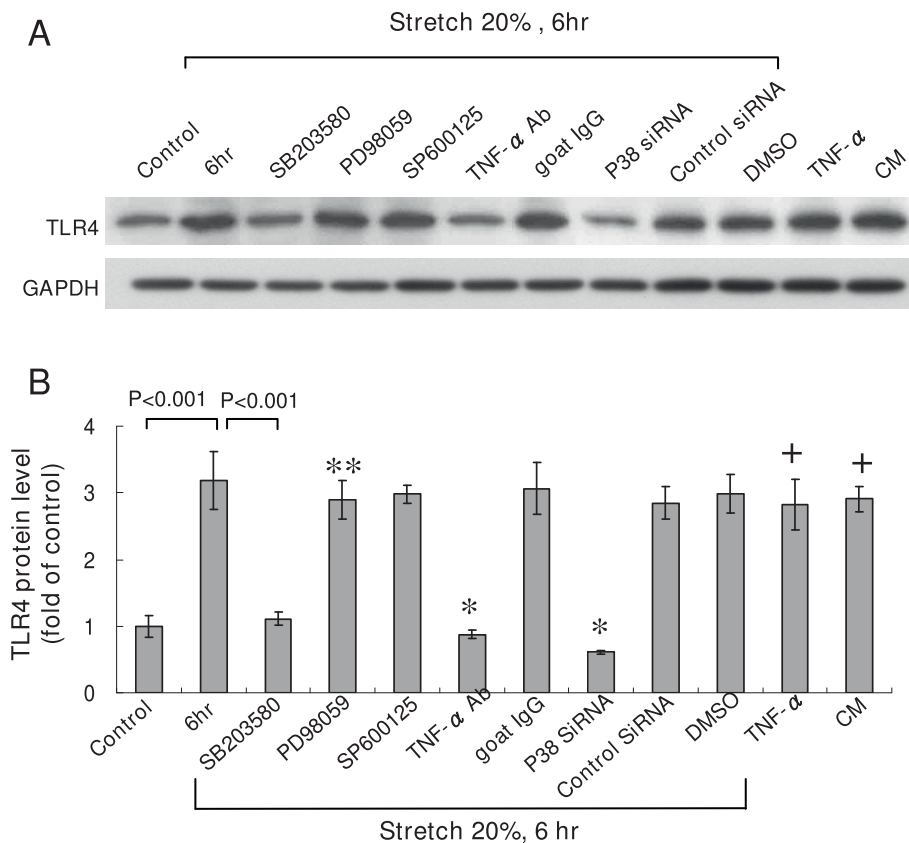 A
Stretch 20% , 6hr
Control
6hr
SB203580
PD98059
SP600125
TNF-α Ab
goat IgG
P38 siRNA
Control siRNA
DMSO
TNF-α
CM
TLR4
GAPDH
B
P<0.001
P<0.001
TLR4 protein level
(fold of control)
4
3
2
1
0
**
*
*
+
+
Control
6hr
SB203580
PD98059
SP600125
TNF-α Ab
goat IgG
P38 SiRNA
Control SiRNA
DMSO
TNF-α
CM
Stretch 20%, 6 hr